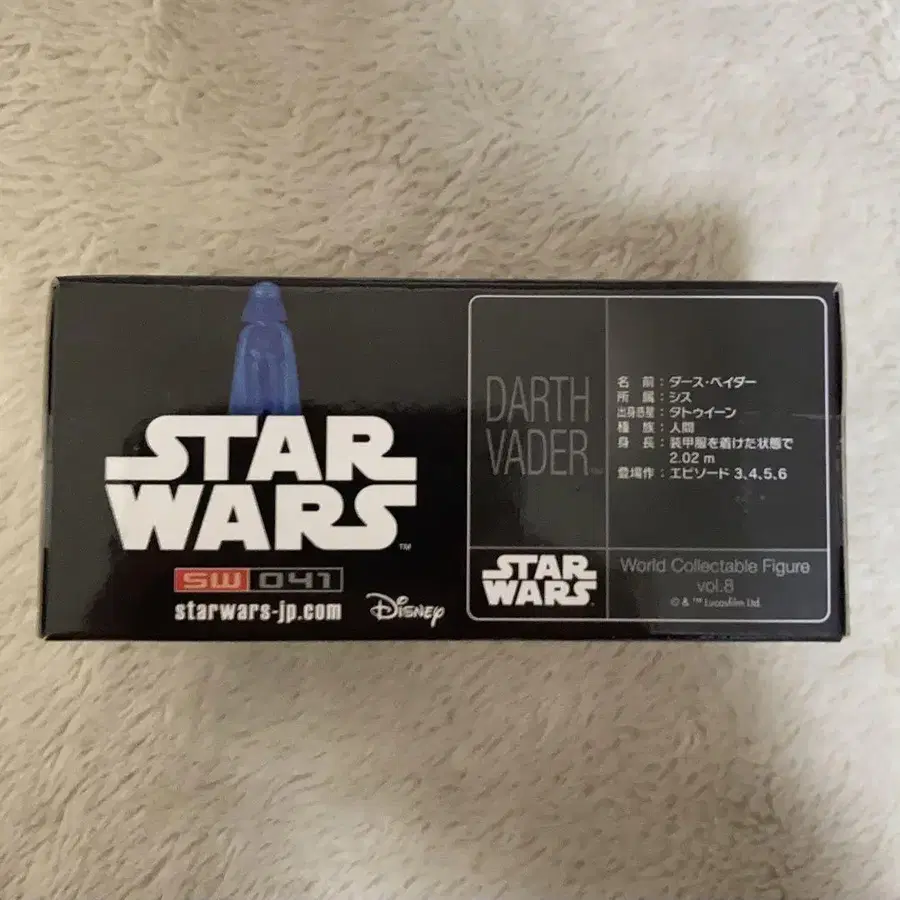 STAR
WARS™
SW 041
starwars-jp.com
Disney
DARTH
VADER™
名 前：ダース・ベイダー
所 属：シス
出身惑星：タトゥイーン
種 族：人間
身 長：装甲服を着けた状態で
2.02 m
登場作：エピソード 3,4,5,6
STAR
WARS
World Collectable Figure
vol.8
© & ™ Lucasfilm Ltd.